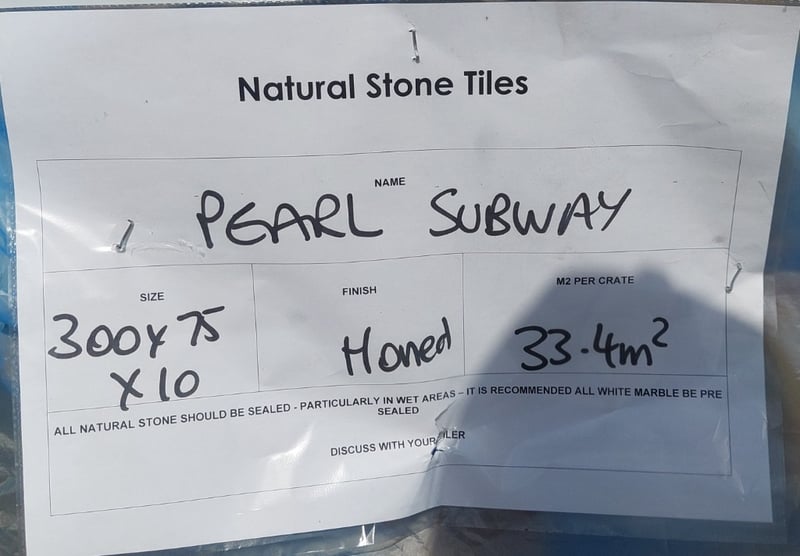 Natural Stone Tiles
NAME
PEARL SUBWAY
SIZE
300x75
x10
FINISH
Honed
M2 PER CRATE
33.4m²
ALL NATURAL STONE SHOULD BE SEALED - PARTICULARLY IN WET AREAS – IT IS RECOMMENDED ALL WHITE MARBLE BE PRE
SEALED
DISCUSS WITH YOUR